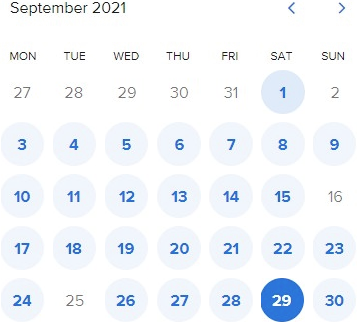 September 2021
MON TUE WED THU FRI SAT SUN
27 28 29 30 31 1 2
3 4 5 6 7 8 9
10 11 12 13 14 15 16
17 18 19 20 21 22 23
24 25 26 27 28 29 30